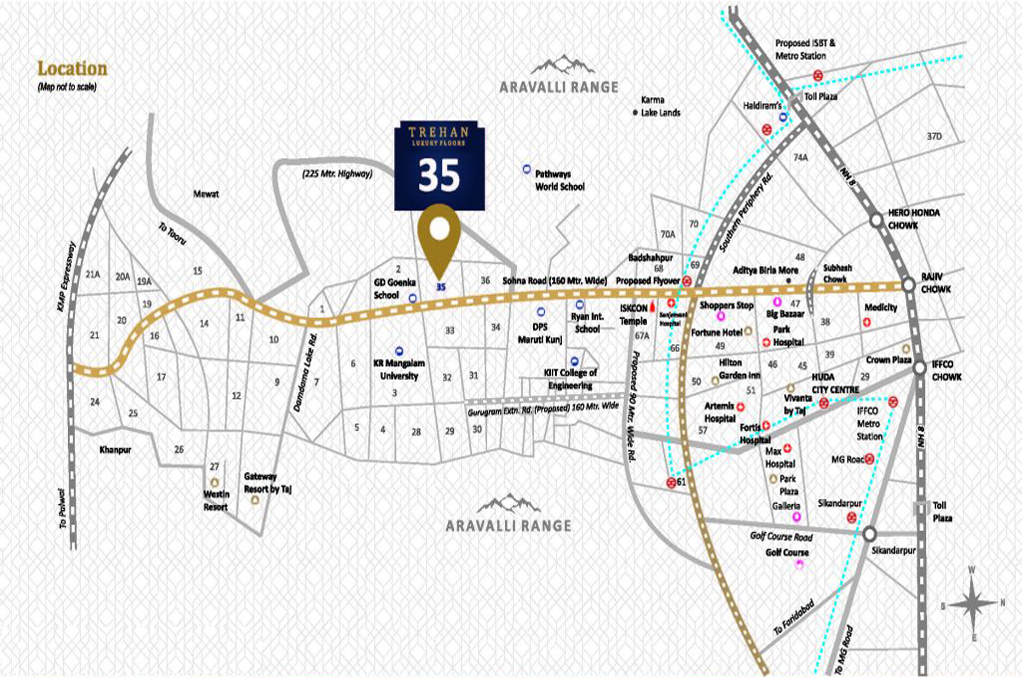 Location
(Map not to scale)
ARAVALLI RANGE
Karma
Lake Lands
Proposed ISBT &
Metro Station
Toll Plaza
Haldiram's
37D
74A
NH 8
TREHAN
LUXURY FLOORS
35
(225 Mtr. Highway)
Pathways
World School
Mewat
KMP Expressway
Southern Periphery Rd.
HERO HONDA
CHOWK
70
70A
Badshahpur
68
69
48
Aditya Birla More
Subhash
Chowk
RAJIV
CHOWK
21A
20A
19A
15
2
GD Goenka
School
35
36
Sohna Road (160 Mtr. Wide)
Proposed Flyover
19
20
21
16
14
11
10
1
33
34
DPS
Maruti Kunj
Ryan Int.
School
ISKCON
Temple
Hospital
Shoppers Stop
Big Bazaar
47
38
Medicity
Fortune Hotel
Park
Hospital
67A
66
49
46
45
39
29
Crown Plaza
IFFCO
CHOWK
KR Mangalam
University
3
KIIT College of
Engineering
Hilton
Garden Inn
HUDA
CITY CENTRE
17
12
9
Damdama Lake Rd.
7
6
32
31
50
51
24
25
5
4
28
29
30
Gurugram Extn. Rd. (Proposed) 160 Mtr. Wide
Proposed 90 Mtr. Wide Rd.
Artemis
Hospital
Vivanta
by Taj
IFFCO
Metro
Station
57
Fortis
Hospital
NH 8
Khanpur
26
27
Westin
Resort
Gateway
Resort by Taj
Max
Hospital
MG Road
61
Park
Plaza
Galleria
Sikandarpur
Toll
Plaza
To Palwal
ARAVALLI RANGE
Golf Course Road
Golf Course
Sikandarpur
To Faridabad
To MG Road
W
S
N
E